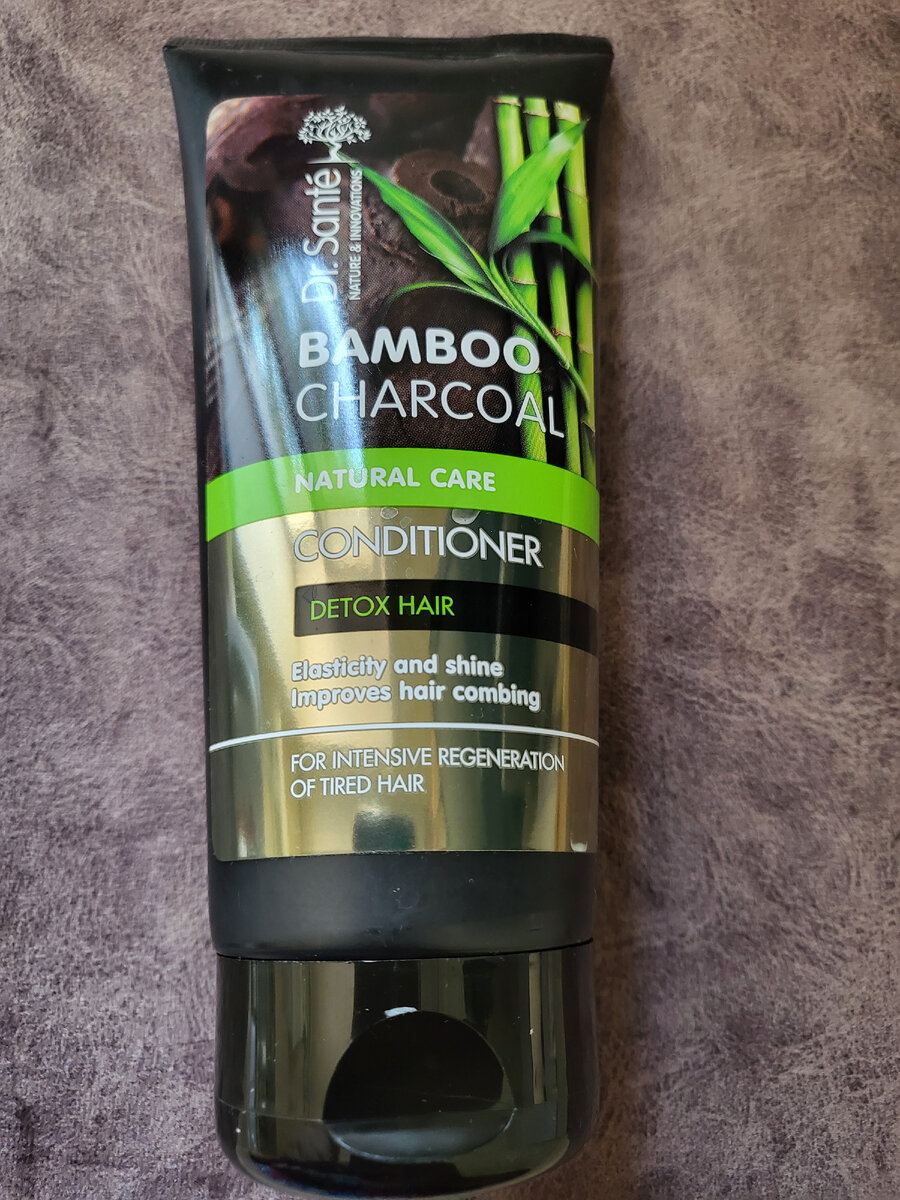 Dr. Santé
NATURE & INNOVATIONS
BAMBOO
CHARCOAL
NATURAL CARE
CONDITIONER
DETOX HAIR
Elasticity and shine
Improves hair combing
FOR INTENSIVE REGENERATION
OF TIRED HAIR